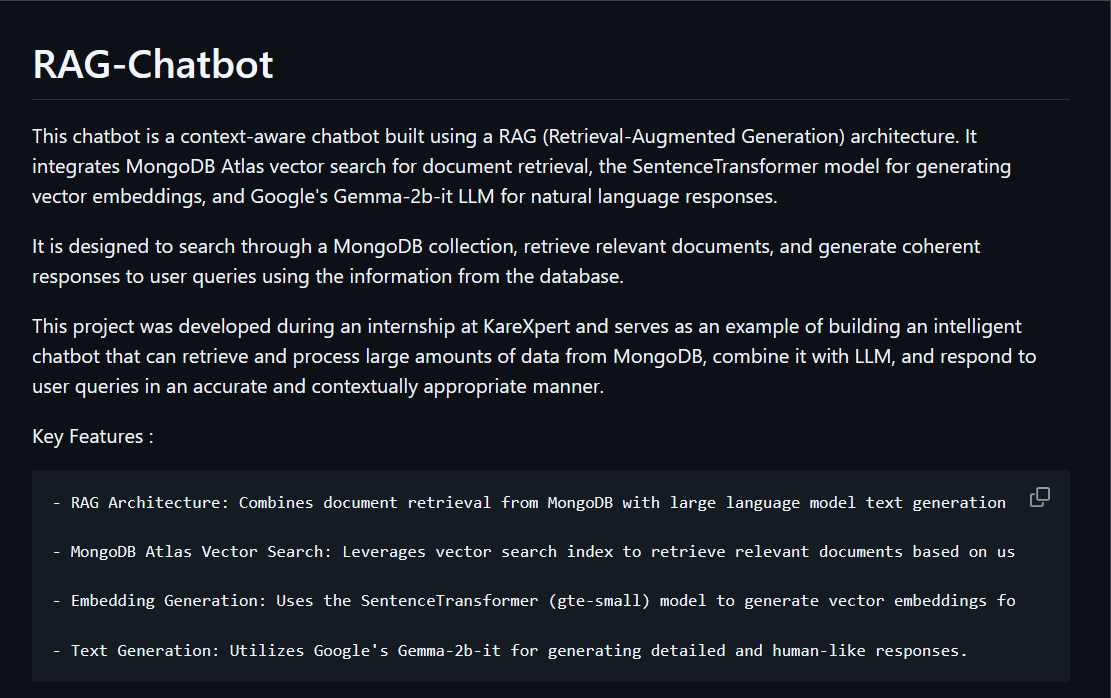 RAG-Chatbot
This chatbot is a context-aware chatbot built using a RAG (Retrieval-Augmented Generation) architecture. It
integrates MongoDB Atlas vector search for document retrieval, the SentenceTransformer model for generating
vector embeddings, and Google's Gemma-2b-it LLM for natural language responses.
It is designed to search through a MongoDB collection, retrieve relevant documents, and generate coherent
responses to user queries using the information from the database.
This project was developed during an internship at KareXpert and serves as an example of building an intelligent
chatbot that can retrieve and process large amounts of data from MongoDB, combine it with LLM, and respond to
user queries in an accurate and contextually appropriate manner.
Key Features :
- RAG Architecture: Combines document retrieval from MongoDB with large language model text generation
- MongoDB Atlas Vector Search: Leverages vector search index to retrieve relevant documents based on us
- Embedding Generation: Uses the SentenceTransformer (gte-small) model to generate vector embeddings fo
- Text Generation: Utilizes Google's Gemma-2b-it for generating detailed and human-like responses.